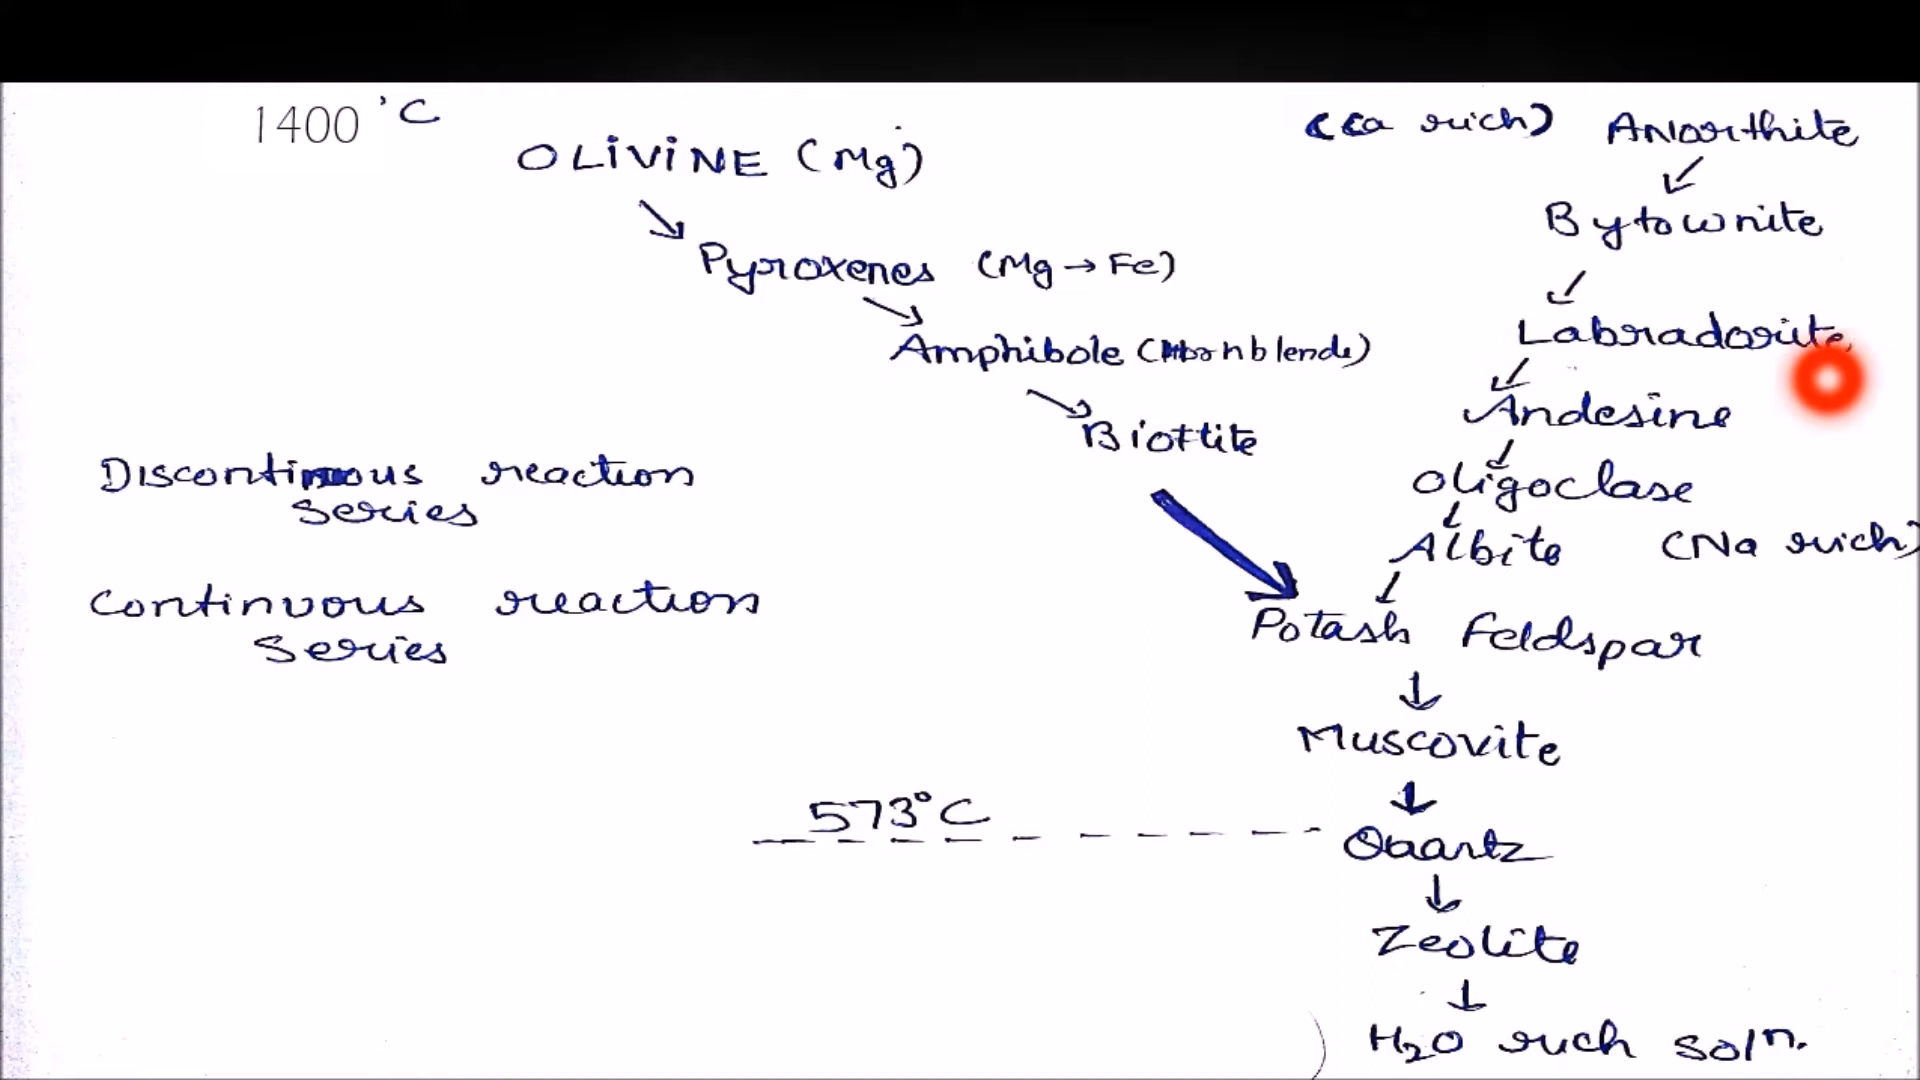 1400 °C
OLIVINE (Mg)
(Ca rich) Anorthite
Bytownite
Pyroxenes (Mg → Fe)
Labradorite
Amphibole (Hornblende)
Andesine
Biotite
Discontinuous reaction
series
Oligoclase
Albite (Na rich)
Continuous reaction
series
Potash Feldspar
Muscovite
573°C
Quartz
Zeolite
H2O rich soln.